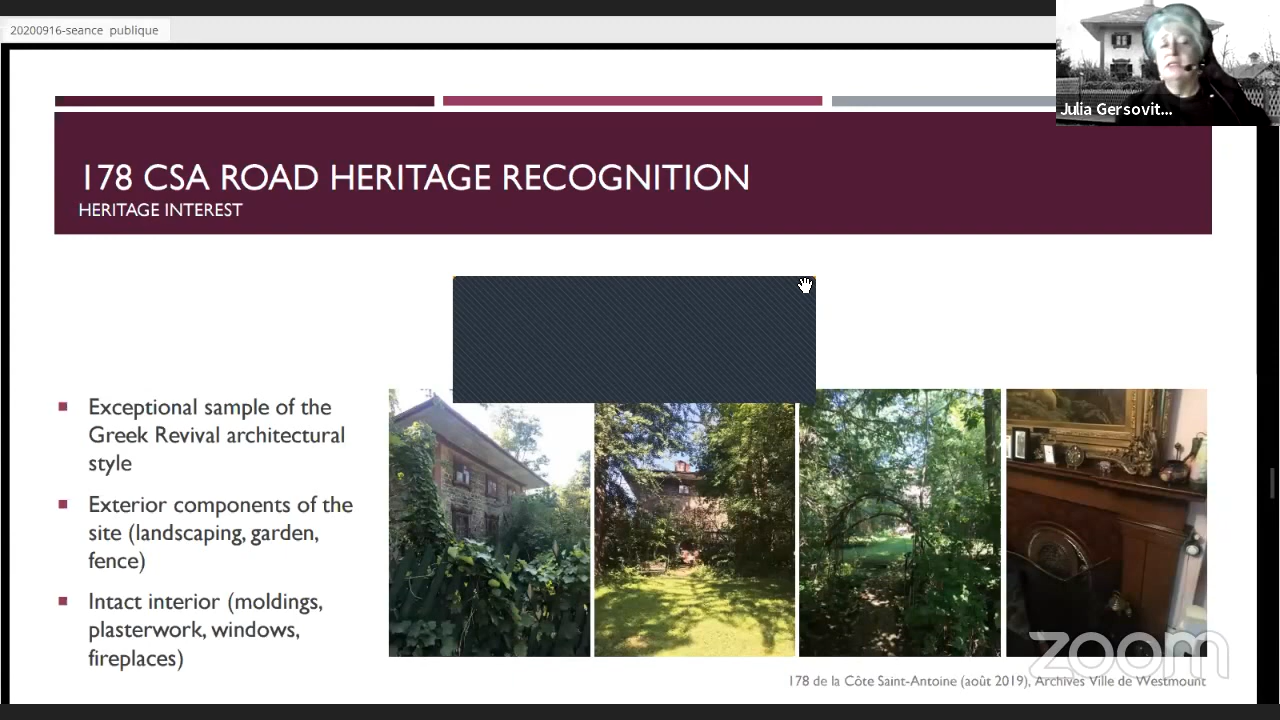 20200916-seance publique
Julia Gersovit...
178 CSA ROAD HERITAGE RECOGNITION
HERITAGE INTEREST
Exceptional sample of the
Greek Revival architectural
style
Exterior components of the
site (landscaping, garden,
fence)
Intact interior (moldings,
plasterwork, windows,
fireplaces)
zoom
178 de la Côte Saint-Antoine (août 2019), Archives Ville de Westmount